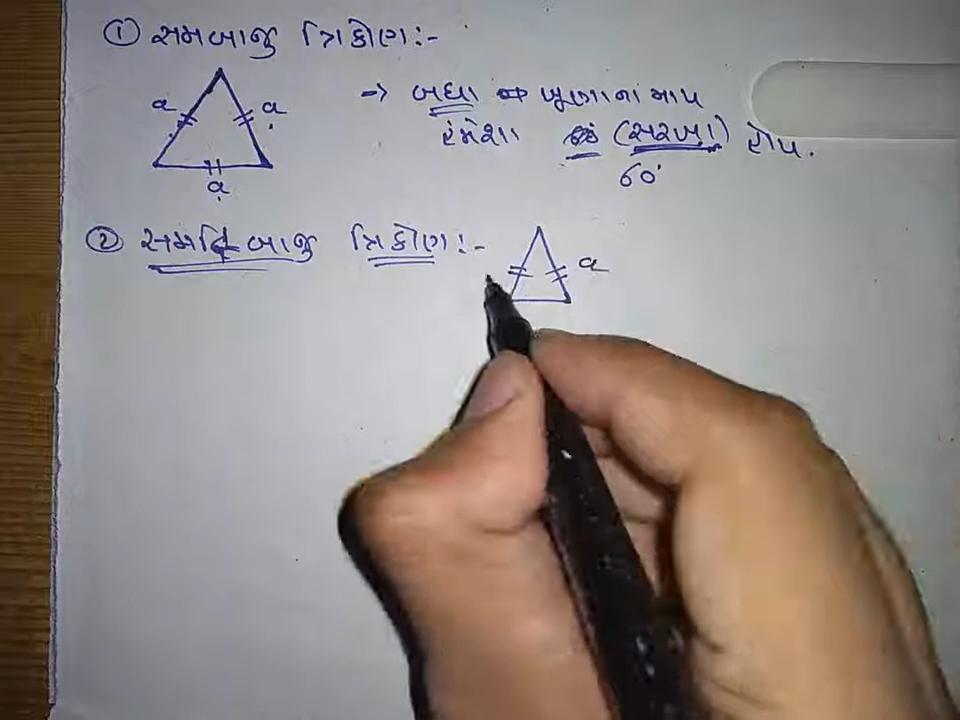 ① સમબાજુ ત્રિકોણ:-
a
a
a
→ બધા જ ખૂણાનાં માપ
હંમેશા (સરખા) હોય.
60°
② સમદ્વિબાજુ ત્રિકોણ:-
a